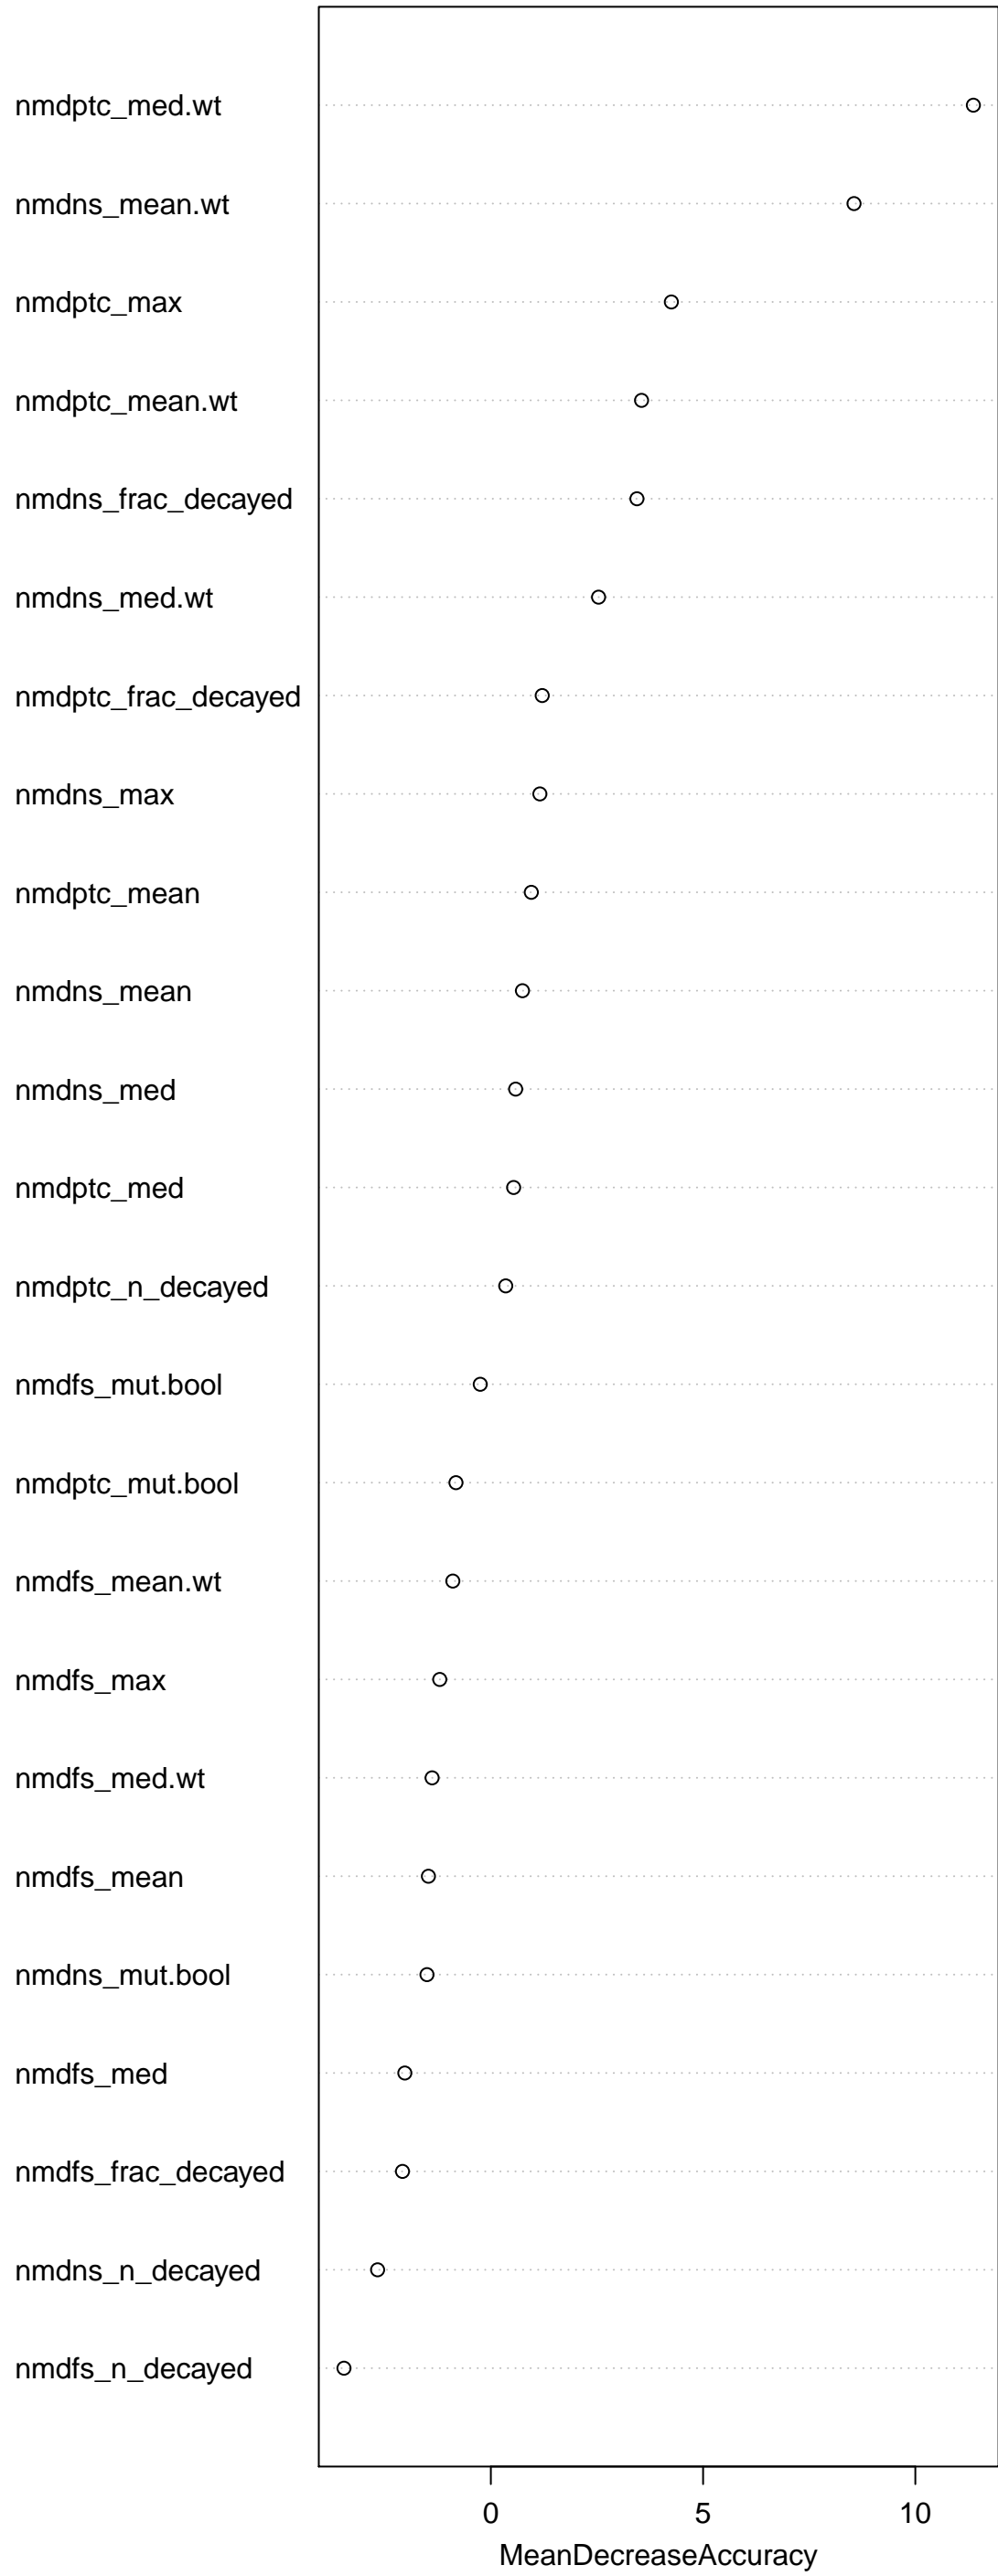 nmdptc_med.wt
nmdns_mean.wt
nmdptc_max
nmdptc_mean.wt
nmdns_frac_decayed
nmdns_med.wt
nmdptc_frac_decayed
nmdns_max
nmdptc_mean
nmdns_mean
nmdns_med
nmdptc_med
nmdptc_n_decayed
nmdfs_mut.bool
nmdptc_mut.bool
nmdfs_mean.wt
nmdfs_max
nmdfs_med.wt
nmdfs_mean
nmdns_mut.bool
nmdfs_med
nmdfs_frac_decayed
nmdns_n_decayed
nmdfs_n_decayed
0 5 10
MeanDecreaseAccuracy